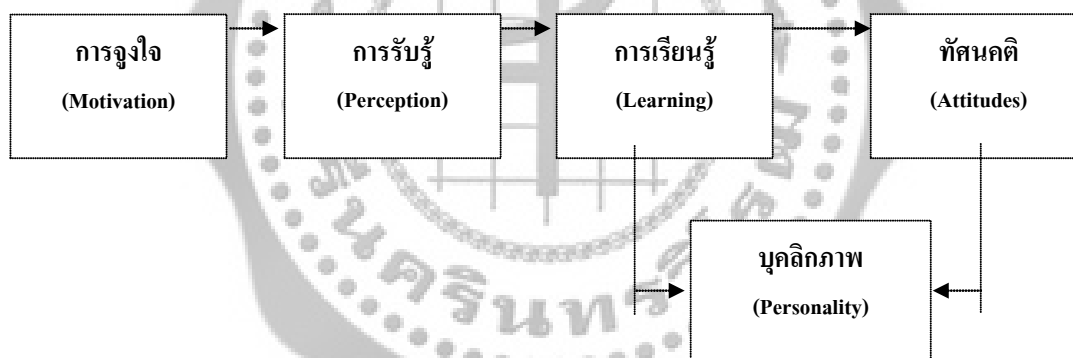 การจูงใจ
(Motivation)
การรับรู้
(Perception)
การเรียนรู้
(Learning)
ทัศนคติ
(Attitudes)
บุคลิกภาพ
(Personality)